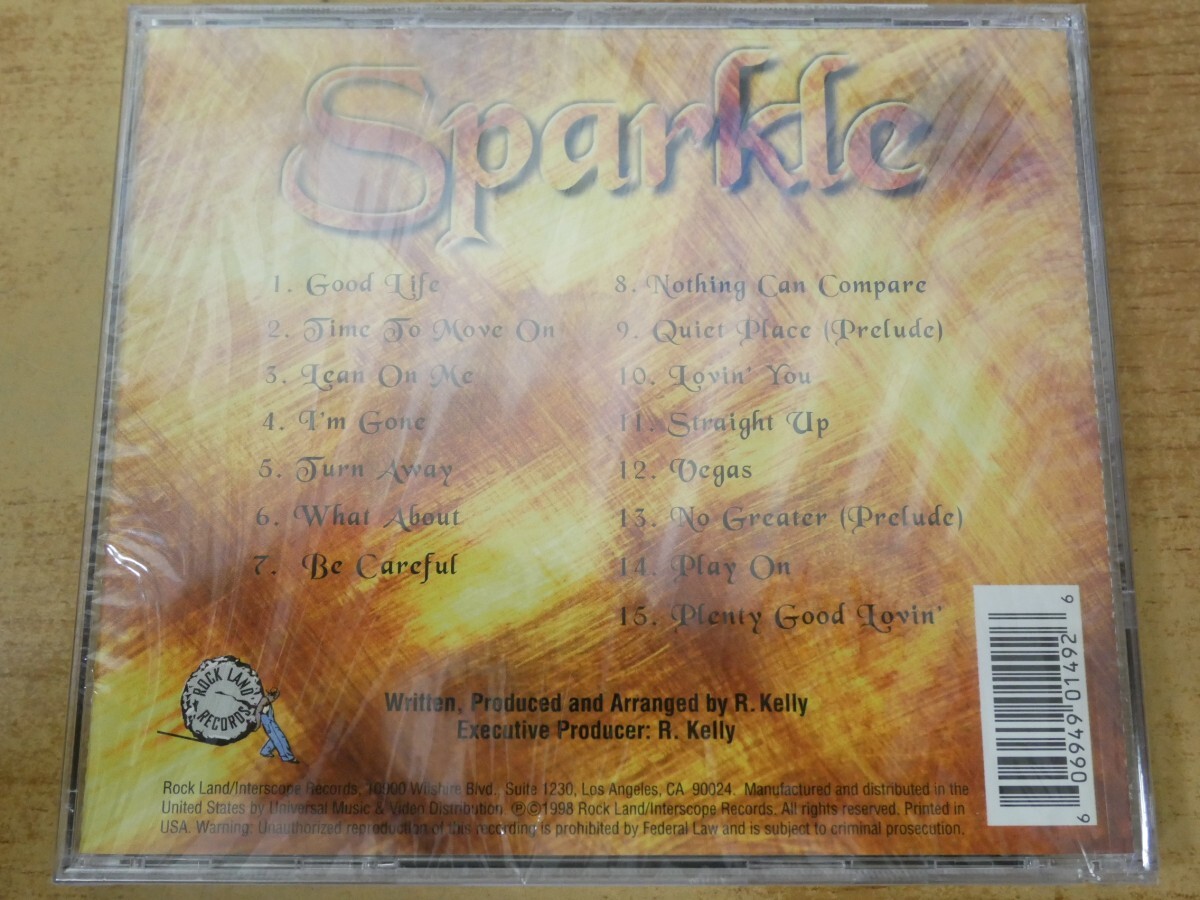 Sparkle
1. Good Life
2. Time To Move On
3. Lean On Me
4. I'm Gone
5. Turn Away
6. What About
7. Be Careful
8. Nothing Can Compare
9. Quiet Place (Prelude)
10. Lovin' You
11. Straight Up
12. Vegas
13. No Greater (Prelude)
14. Play On
15. Plenty Good Lovin'
ROCK LAND
RECORDS
Written, Produced and Arranged by R. Kelly
Executive Producer: R. Kelly
Rock Land/Interscope Records, 10900 Wilshire Blvd., Suite 1230, Los Angeles, CA 90024. Manufactured and distributed in the
United States by Universal Music & Video Distribution. ℗©1998 Rock Land/Interscope Records. All rights reserved. Printed in
USA. Warning: Unauthorized reproduction of this recording is prohibited by Federal Law and is subject to criminal prosecution.
6 06949 01492 6